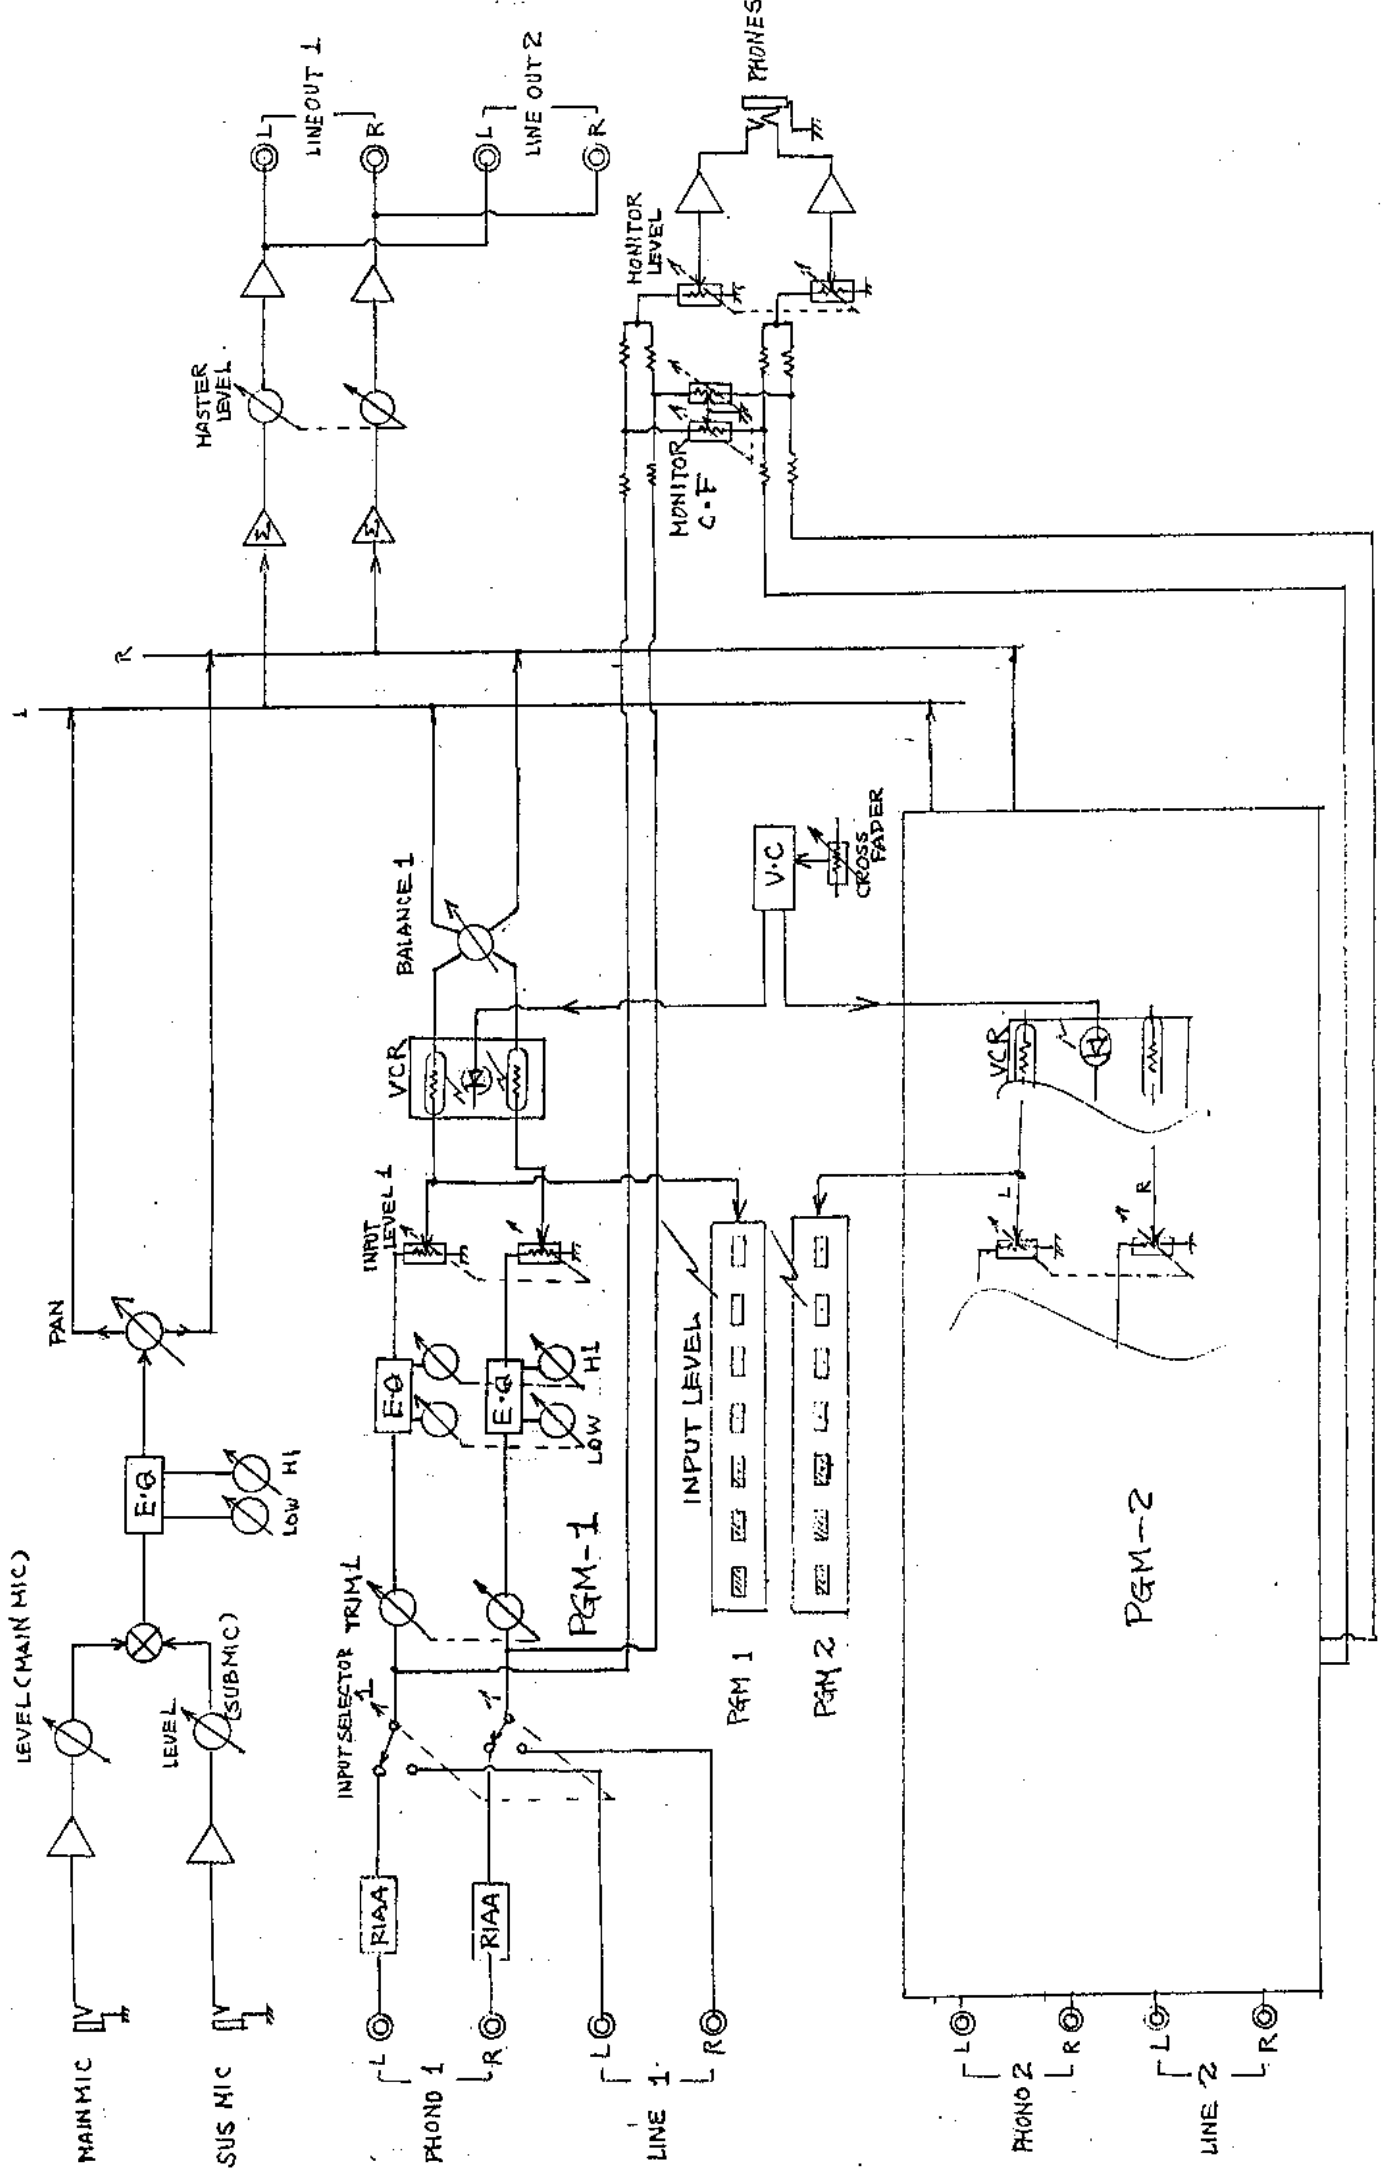 MAIN MIC
SUS MIC
LEVEL (MAIN MIC)
LEVEL
(SUB MIC)
E·Q
LOW
HI
PAN
L
R
MASTER
LEVEL
Σ
Σ
L
R
LINE OUT 1
L
R
LINE OUT 2
PHONO 1
L
R
RIAA
RIAA
LINE 1
L
R
INPUT SELECTOR
1
TRIM-1
PGM-1
E·Q
E·Q
LOW
HI
INPUT
LEVEL 1
VCR
BALANCE 1
MONITOR
C·F
MONITOR
LEVEL
PHONES
INPUT LEVEL
PGM 1
PGM 2
V·C
CROSS
FADER
PHONO 2
L
R
LINE 2
L
R
PGM-2
L
R
VCR